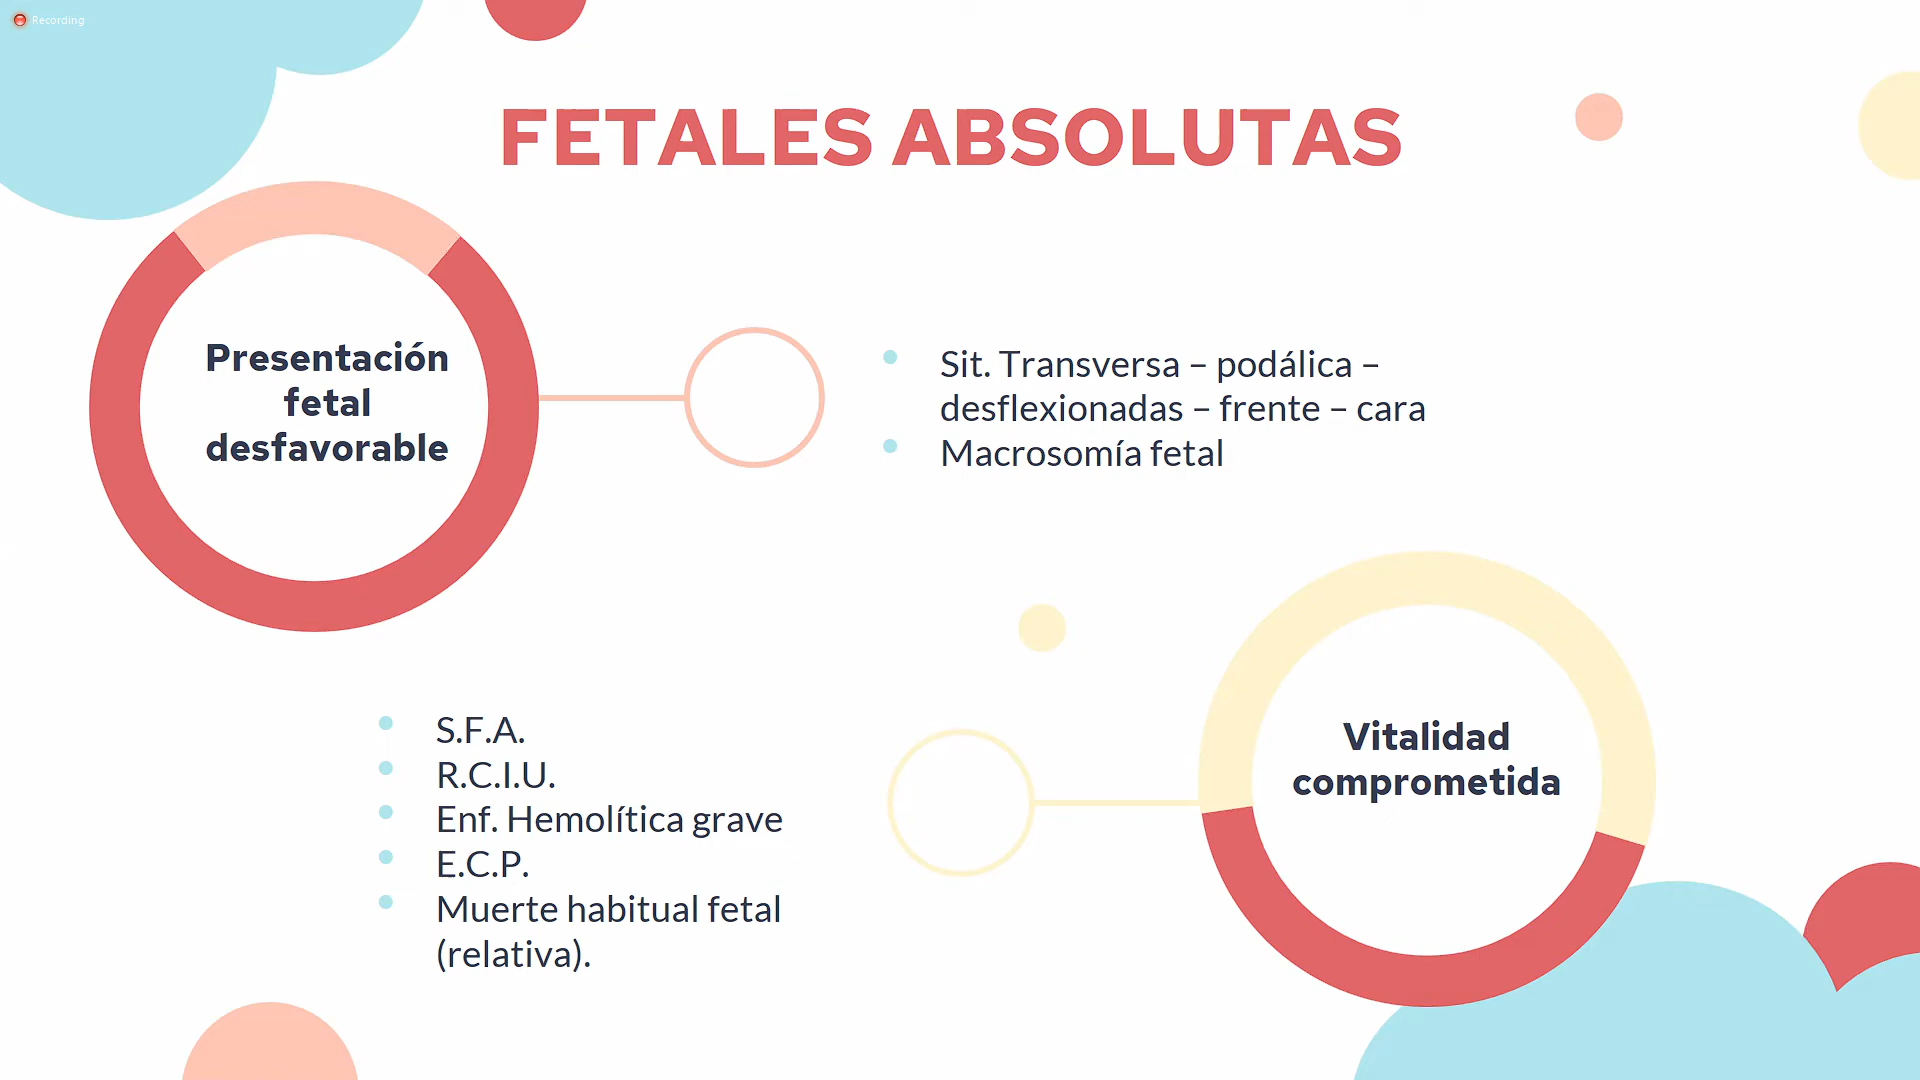 Recording
FETALES ABSOLUTAS
Presentación
fetal
desfavorable
Sit. Transversa – podálica –
desflexionadas – frente – cara
Macrosomía fetal
Vitalidad
comprometida
S.F.A.
R.C.I.U.
Enf. Hemolítica grave
E.C.P.
Muerte habitual fetal
(relativa).